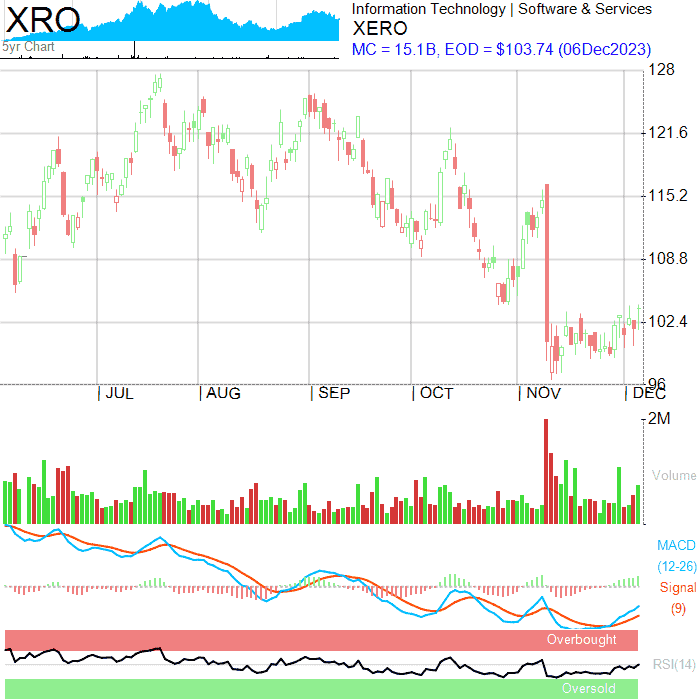 XRO
5yr Chart
Information Technology | Software & Services
XERO
MC = 15.1B, EOD = $103.74 (06Dec2023)
128
121.6
115.2
108.8
102.4
96
| JUL | AUG | SEP | OCT | NOV | DEC
2M
Volume
MACD
(12-26)
Signal
(9)
Overbought
RSI(14)
Oversold